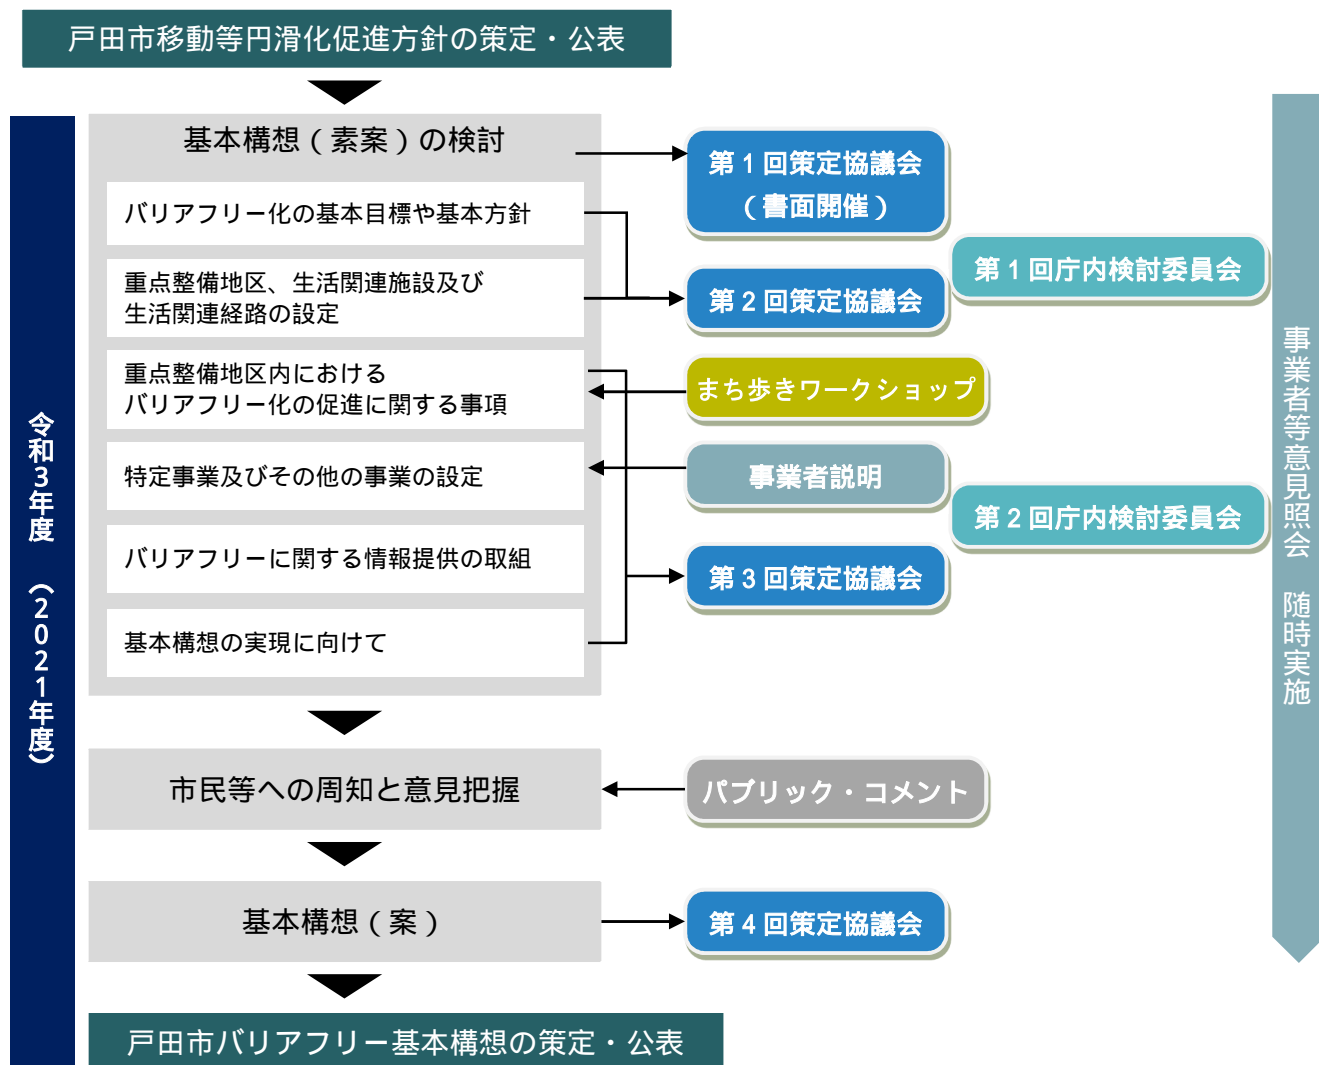 戸田市移動等円滑化促進方針の策定・公表
令和3年度（2021年度）
基本構想（素案）の検討
バリアフリー化の基本目標や基本方針
重点整備地区、生活関連施設及び
生活関連経路の設定
重点整備地区内における
バリアフリー化の促進に関する事項
特定事業及びその他の事業の設定
バリアフリーに関する情報提供の取組
基本構想の実現に向けて
第1回策定協議会
（書面開催）
第1回庁内検討委員会
第2回策定協議会
まち歩きワークショップ
事業者説明
第2回庁内検討委員会
第3回策定協議会
事業者等意見照会　随時実施
市民等への周知と意見把握
パブリック・コメント
基本構想（案）
第4回策定協議会
戸田市バリアフリー基本構想の策定・公表